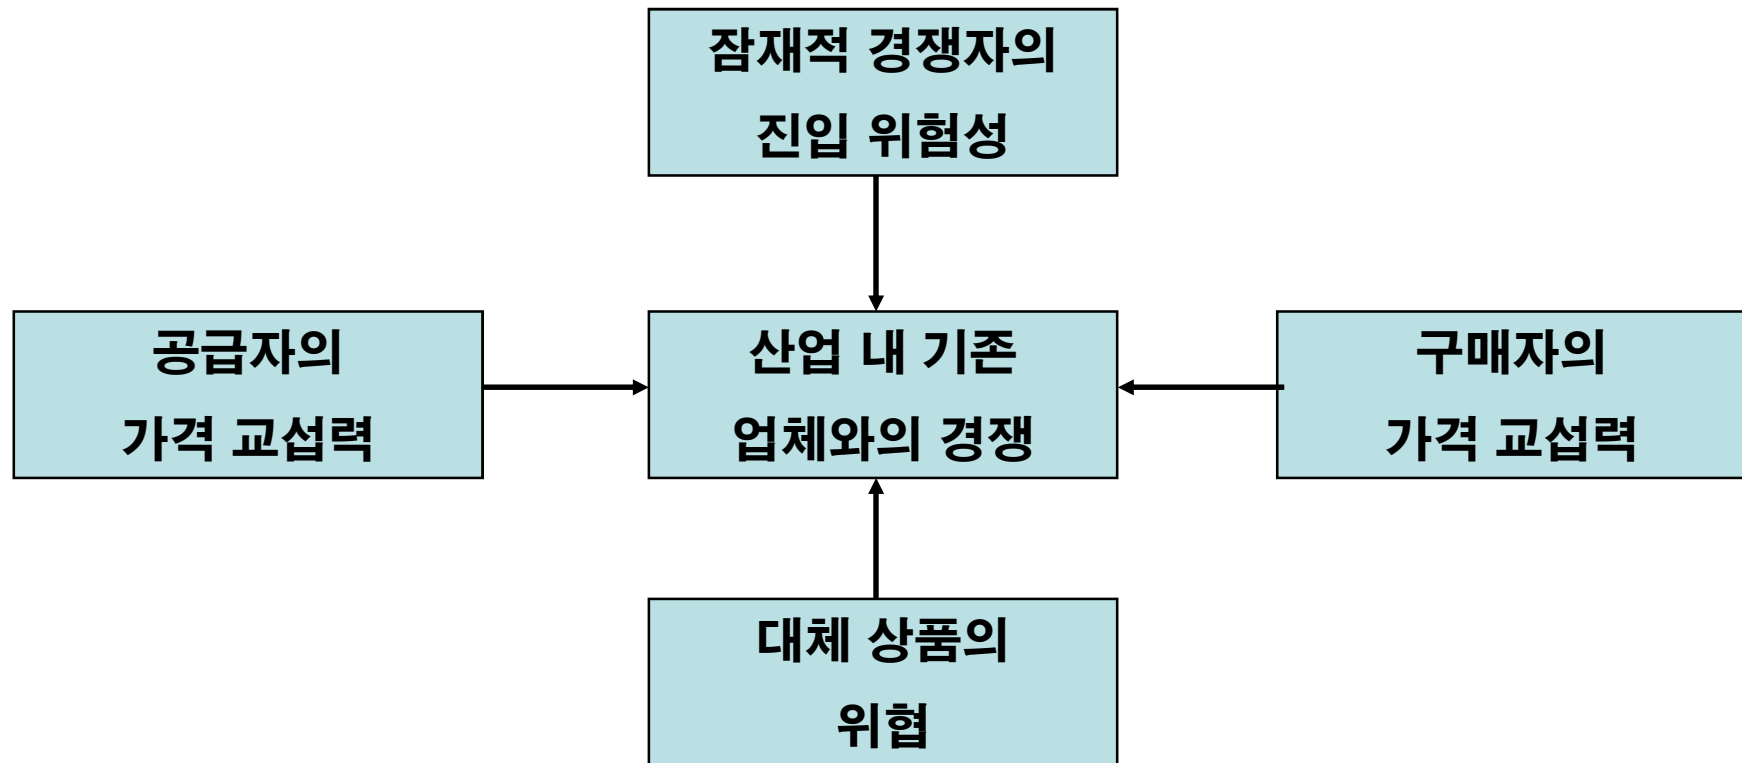 잠재적 경쟁자의
진입 위험성
공급자의
가격 교섭력
산업 내 기존
업체와의 경쟁
구매자의
가격 교섭력
대체 상품의
위협